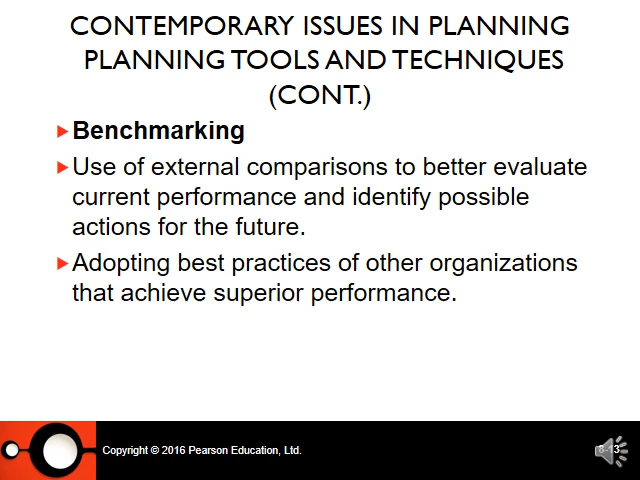 CONTEMPORARY ISSUES IN PLANNING
PLANNING TOOLS AND TECHNIQUES
(CONT.)
Benchmarking
Use of external comparisons to better evaluate
current performance and identify possible
actions for the future.
Adopting best practices of other organizations
that achieve superior performance.
Copyright © 2016 Pearson Education, Ltd.
8-13